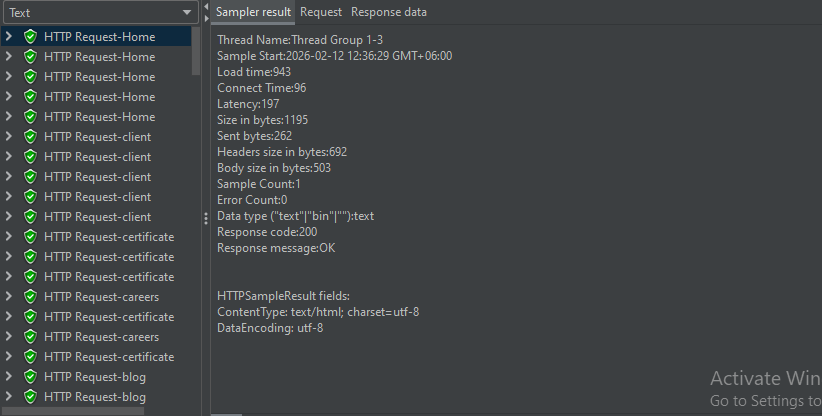 Text
HTTP Request-Home
HTTP Request-Home
HTTP Request-Home
HTTP Request-Home
HTTP Request-Home
HTTP Request-client
HTTP Request-client
HTTP Request-client
HTTP Request-client
HTTP Request-client
HTTP Request-certificate
HTTP Request-certificate
HTTP Request-certificate
HTTP Request-careers
HTTP Request-certificate
HTTP Request-careers
HTTP Request-certificate
HTTP Request-blog
HTTP Request-blog
Sampler result Request Response data
Thread Name:Thread Group 1-3
Sample Start:2026-02-12 12:36:29 GMT+06:00
Load time:943
Connect Time:96
Latency:197
Size in bytes:1195
Sent bytes:262
Headers size in bytes:692
Body size in bytes:503
Sample Count:1
Error Count:0
Data type ("text"|"bin"|""):text
Response code:200
Response message:OK
HTTPSampleResult fields:
ContentType: text/html; charset=utf-8
DataEncoding: utf-8
Activate Win
Go to Settings to